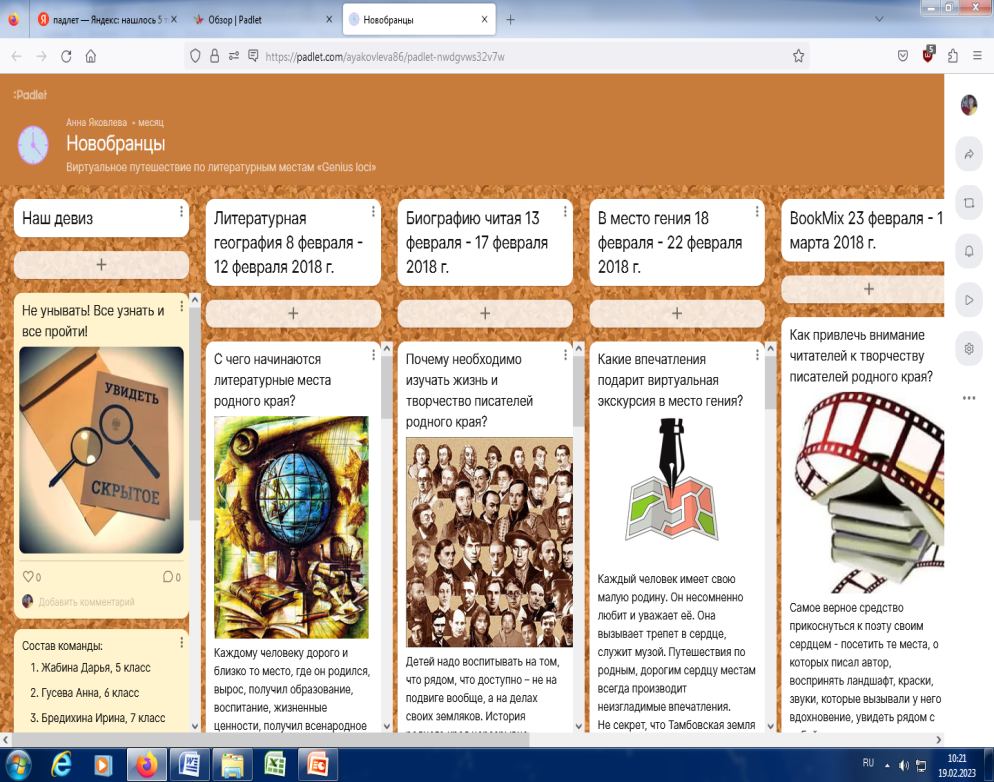 падлет — Яндекс: нашлось 5 т
Обзор | Padlet
Новобранцы
https://padlet.com/ayakovleva86/padlet-nwdgvws32v7w
5
:Padlet
Анна Яковлева • месяц
Новобранцы
Виртуальное путешествие по литературным местам «Genius loci»
Наш девиз
Не унывать! Все узнать и
все пройти!
УВИДЕТЬ
СКРЫТОЕ
0
0
Добавить комментарий
Состав команды:
1. Жабина Дарья, 5 класс
2. Гусева Анна, 6 класс
3. Бредихина Ирина, 7 класс
Литературная
география 8 февраля -
12 февраля 2018 г.
С чего начинаются
литературные места
родного края?
Каждому человеку дорого и
близко то место, где он родился,
вырос, получил образование,
воспитание, жизненные
ценности, получил всенародное
Биографию читая 13
февраля - 17 февраля
2018 г.
Почему необходимо
изучать жизнь и
творчество писателей
родного края?
Детей надо воспитывать на том,
что рядом, что доступно – не на
подвиге вообще, а на делах
своих земляков. История
В место гения 18
февраля - 22 февраля
2018 г.
Какие впечатления
подарит виртуальная
экскурсия в место гения?
Каждый человек имеет свою
малую родину. Он несомненно
любит и уважает её. Она
вызывает трепет в сердце,
служит музой. Путешествия по
родным, дорогим сердцу местам
всегда производит
неизгладимые впечатления.
Не секрет, что Тамбовская земля
BookMix 23 февраля - 1
марта 2018 г.
Как привлечь внимание
читателей к творчеству
писателей родного края?
Самое верное средство
прикоснуться к поэту своим
сердцем - посетить те места, о
которых писал автор,
воспринять ландшафт, краски,
звуки, которые вызывали у него
вдохновение, увидеть рядом с
RU
10:21
19.02.2023